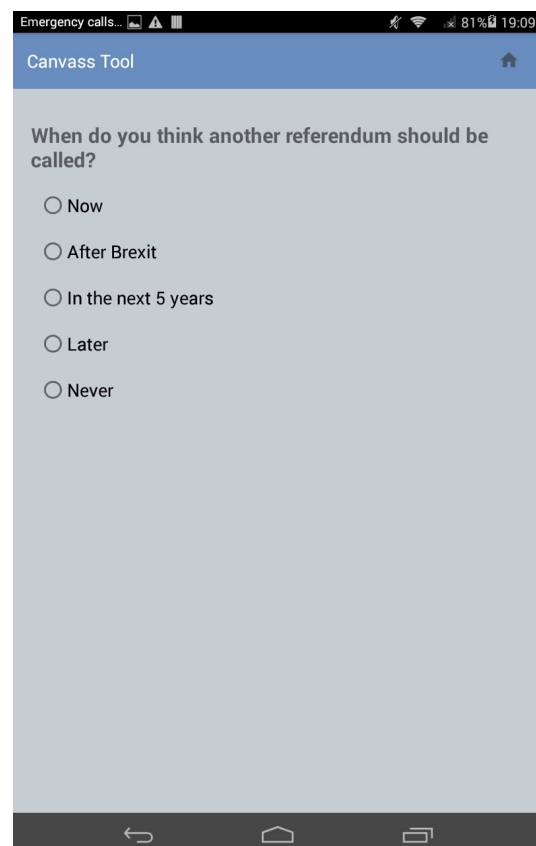 Emergency calls... 81% 19:09
Canvass Tool
When do you think another referendum should be
called?
Now
After Brexit
In the next 5 years
Later
Never